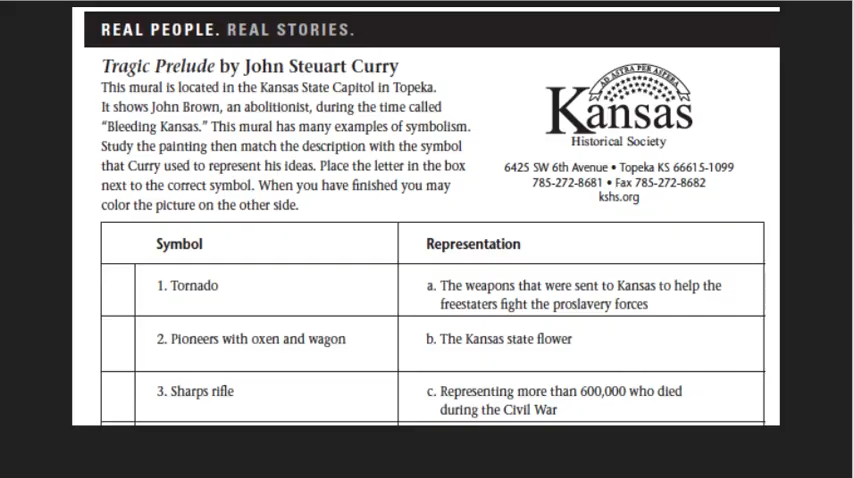 REAL PEOPLE. REAL STORIES.
Tragic Prelude by John Steuart Curry
This mural is located in the Kansas State Capitol in Topeka.
It shows John Brown, an abolitionist, during the time called
“Bleeding Kansas.” This mural has many examples of symbolism.
Study the painting then match the description with the symbol
that Curry used to represent his ideas. Place the letter in the box
next to the correct symbol. When you have finished you may
color the picture on the other side.
AD ASTRA PER ASPERA
Kansas
Historical Society
6425 SW 6th Avenue • Topeka KS 66615-1099
785-272-8681 • Fax 785-272-8682
kshs.org
Symbol
Representation
1. Tornado
a. The weapons that were sent to Kansas to help the
freestaters fight the proslavery forces
2. Pioneers with oxen and wagon
b. The Kansas state flower
3. Sharps rifle
c. Representing more than 600,000 who died
during the Civil War